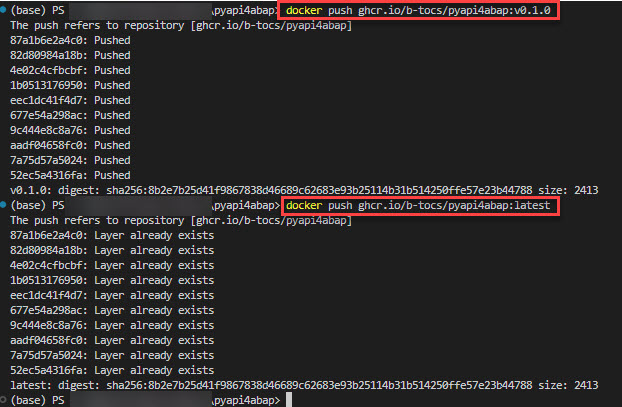 (base) PS \pyapi4abap> docker push ghcr.io/b-tocs/pyapi4abap:v0.1.0
The push refers to repository [ghcr.io/b-tocs/pyapi4abap]
87a1b6e2a4c0: Pushed
82d80984a18b: Pushed
4e02c4cfbcbf: Pushed
1b0513176950: Pushed
eec1dc41f4d7: Pushed
677e54a298ac: Pushed
9c444e8c8a76: Pushed
aadf04658fc0: Pushed
7a75d57a5024: Pushed
52ec5a4316fa: Pushed
v0.1.0: digest: sha256:8b2e7b25d41f9867838d46689c62683e93b25114b31b514250ffe57e23b44788 size: 2413
(base) PS \pyapi4abap> docker push ghcr.io/b-tocs/pyapi4abap:latest
The push refers to repository [ghcr.io/b-tocs/pyapi4abap]
87a1b6e2a4c0: Layer already exists
82d80984a18b: Layer already exists
4e02c4cfbcbf: Layer already exists
1b0513176950: Layer already exists
eec1dc41f4d7: Layer already exists
677e54a298ac: Layer already exists
9c444e8c8a76: Layer already exists
aadf04658fc0: Layer already exists
7a75d57a5024: Layer already exists
52ec5a4316fa: Layer already exists
latest: digest: sha256:8b2e7b25d41f9867838d46689c62683e93b25114b31b514250ffe57e23b44788 size: 2413
(base) PS \pyapi4abap>